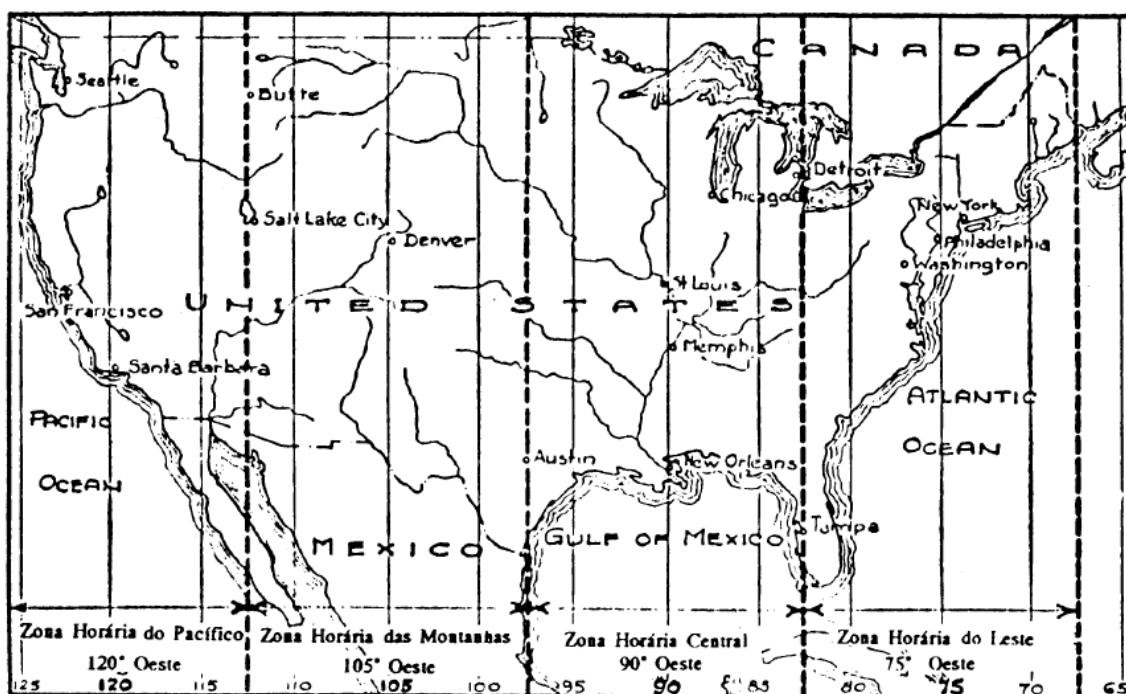 CANADA
Seattle
Butte
Detroit
Chicago
New York
Salt Lake City
Denver
Philadelphia
Washington
St Louis
UNITED STATES
San Francisco
Memphis
Santa Barbara
PACIFIC
OCEAN
ATLANTIC
OCEAN
Austin
New Orleans
Tampa
MEXICO
GULF OF MEXICO
Zona Horária do Pacífico
120° Oeste
Zona Horária das Montanhas
105° Oeste
Zona Horária Central
90° Oeste
Zona Horária do Leste
75° Oeste
125 120 115 110 105 100 95 90 85 80 75 70 65